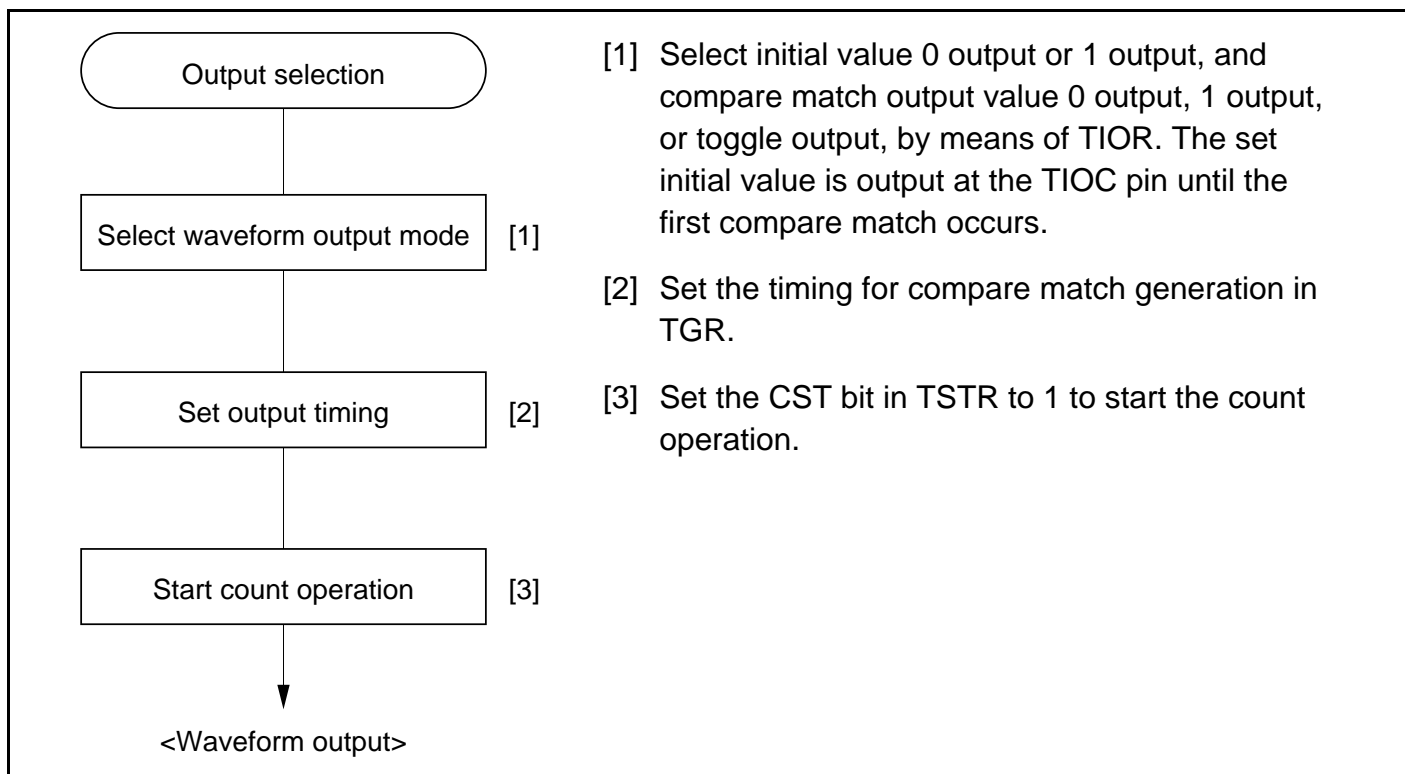 Output selection
Select waveform output mode [1]
Set output timing [2]
Start count operation [3]
<Waveform output>
[1] Select initial value 0 output or 1 output, and
compare match output value 0 output, 1 output,
or toggle output, by means of TIOR. The set
initial value is output at the TIOC pin until the
first compare match occurs.
[2] Set the timing for compare match generation in
TGR.
[3] Set the CST bit in TSTR to 1 to start the count
operation.